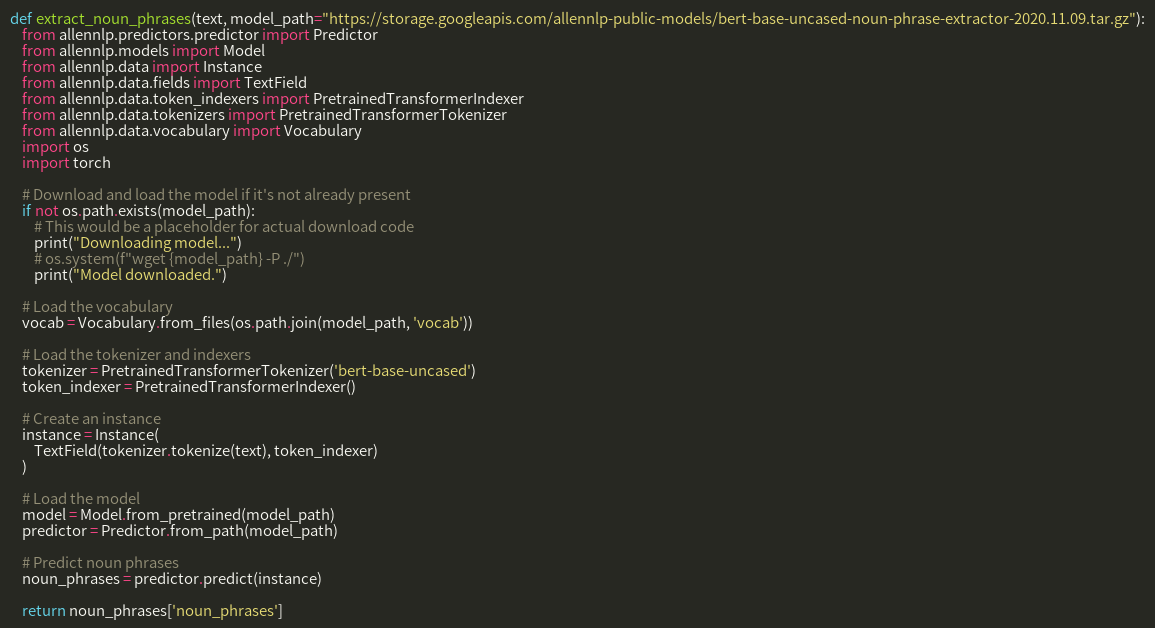 def extract_noun_phrases(text, model_path="https://storage.googleapis.com/allennlp-public-models/bert-base-uncased-noun-phrase-extractor-2020.11.09.tar.gz"):
from allennlp.predictors.predictor import Predictor
from allennlp.models import Model
from allennlp.data import Instance
from allennlp.data.fields import TextField
from allennlp.data.token_indexers import PretrainedTransformerIndexer
from allennlp.data.tokenizers import PretrainedTransformerTokenizer
from allennlp.data.vocabulary import Vocabulary
import os
import torch
# Download and load the model if it's not already present
if not os.path.exists(model_path):
# This would be a placeholder for actual download code
print("Downloading model...")
# os.system(f"wget {model_path} -P ./")
print("Model downloaded.")
# Load the vocabulary
vocab = Vocabulary.from_files(os.path.join(model_path, 'vocab'))
# Load the tokenizer and indexers
tokenizer = PretrainedTransformerTokenizer('bert-base-uncased')
token_indexer = PretrainedTransformerIndexer()
# Create an instance
instance = Instance(
TextField(tokenizer.tokenize(text), token_indexer)
)
# Load the model
model = Model.from_pretrained(model_path)
predictor = Predictor.from_path(model_path)
# Predict noun phrases
noun_phrases = predictor.predict(instance)
return noun_phrases['noun_phrases']